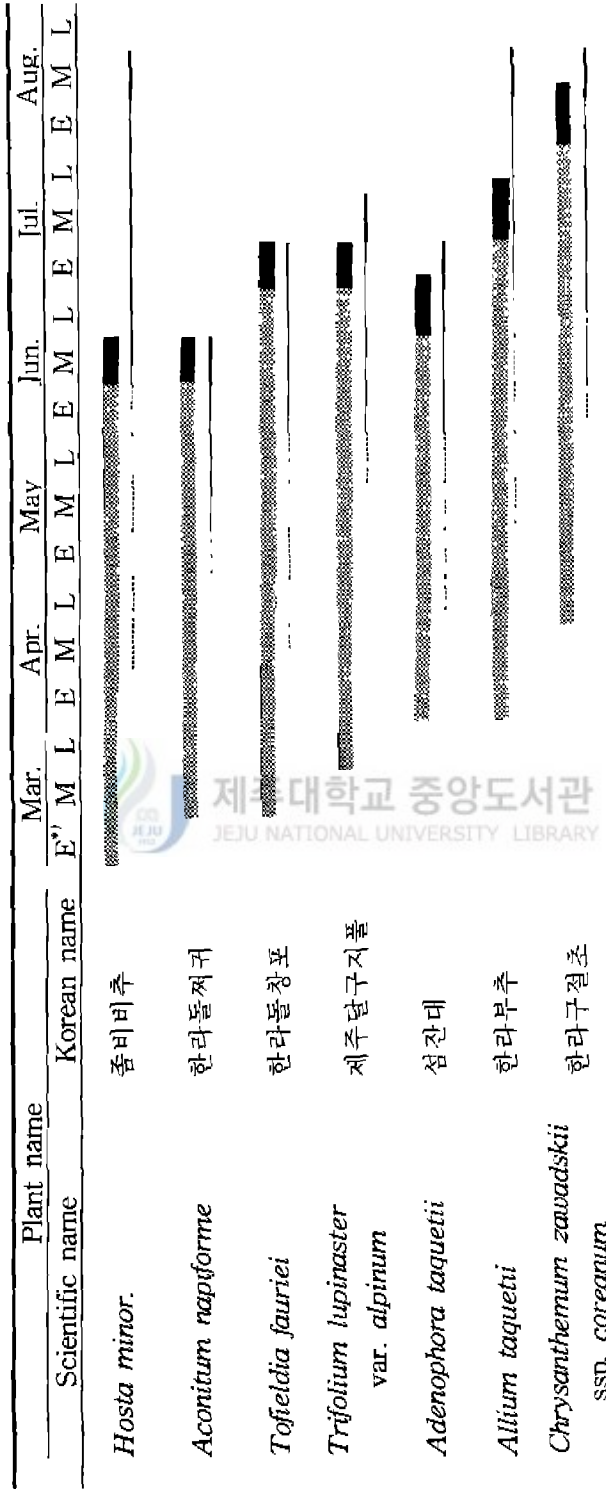 Plant name Mar. Apr. May Jun. Jul. Aug.
Scientific name Korean name E*) M L E M L E M L E M L E M L E M L
Hosta minor. 좀비비추
Aconitum napiforme 한라돌쩌귀
Tofieldia fauriei 한라돌창포
Trifolium lupinaster 제주달구지풀
var. alpinum
Adenophora taquetii 섬잔대
Allium taquetii 한라부추
Chrysanthemum zawadskii 한라구절초
ssp. coreanum
제주대학교 중앙도서관
JEJU NATIONAL UNIVERSITY LIBRARY
JEJU
1952